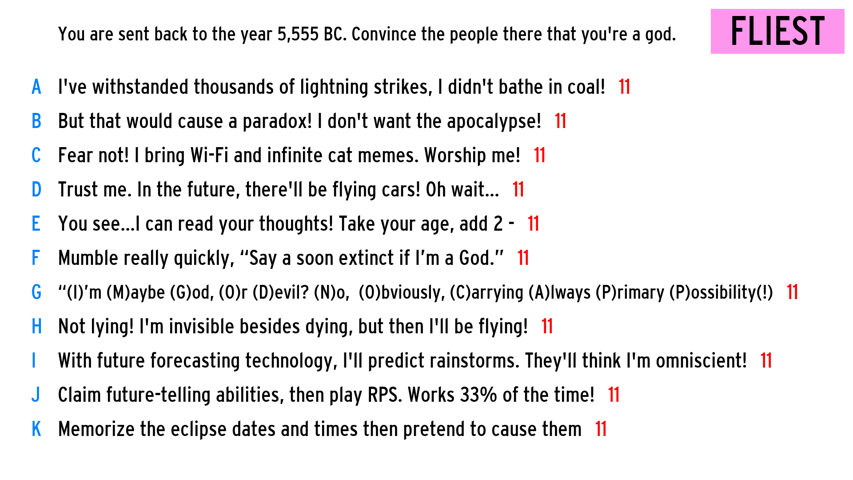 You are sent back to the year 5,555 BC. Convince the people there that you're a god.
FLIEST
A I've withstanded thousands of lightning strikes, I didn't bathe in coal! 11
B But that would cause a paradox! I don't want the apocalypse! 11
C Fear not! I bring Wi-Fi and infinite cat memes. Worship me! 11
D Trust me. In the future, there'll be flying cars! Oh wait... 11
E You see...I can read your thoughts! Take your age, add 2 - 11
F Mumble really quickly, “Say a soon extinct if I’m a God.” 11
G “(I)’m (M)aybe (G)od, (O)r (D)evil? (N)o, (O)bviously, (C)arrying (A)lways (P)rimary (P)ossibility(!) 11
H Not lying! I'm invisible besides dying, but then I'll be flying! 11
I With future forecasting technology, I'll predict rainstorms. They'll think I'm omniscient! 11
J Claim future-telling abilities, then play RPS. Works 33% of the time! 11
K Memorize the eclipse dates and times then pretend to cause them 11